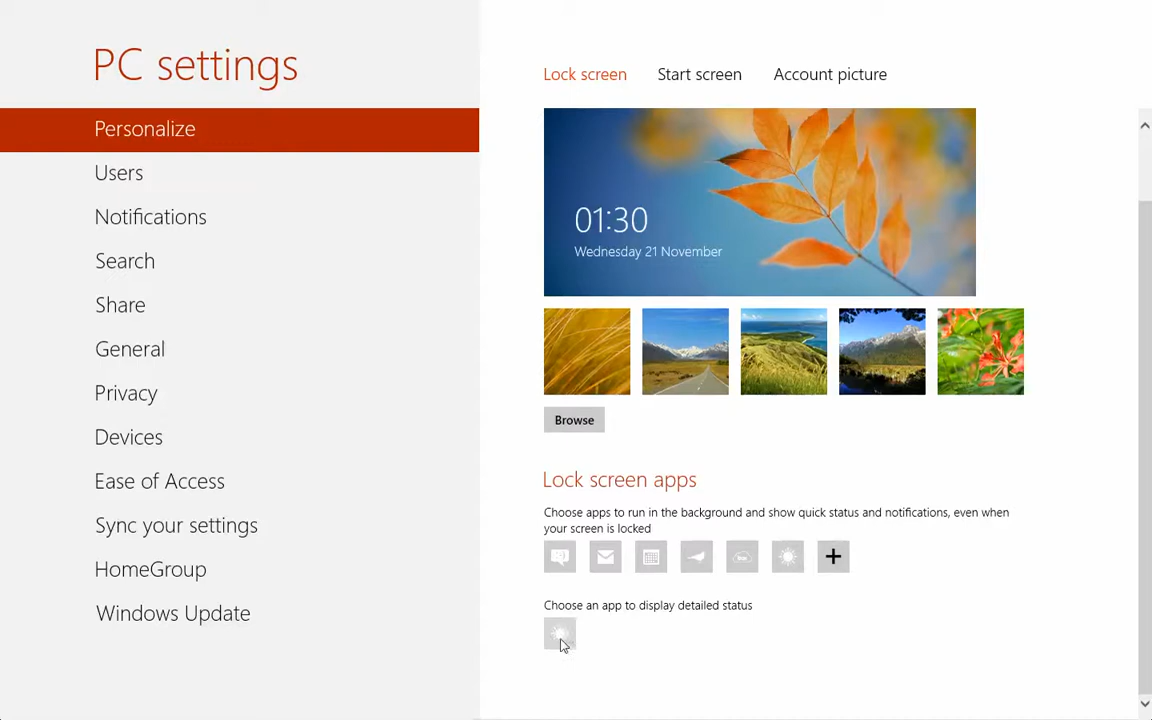 PC settings
Personalize
Users
Notifications
Search
Share
General
Privacy
Devices
Ease of Access
Sync your settings
HomeGroup
Windows Update
Lock screen
Start screen
Account picture
01:30
Wednesday 21 November
Browse
Lock screen apps
Choose apps to run in the background and show quick status and notifications, even when
your screen is locked
Choose an app to display detailed status